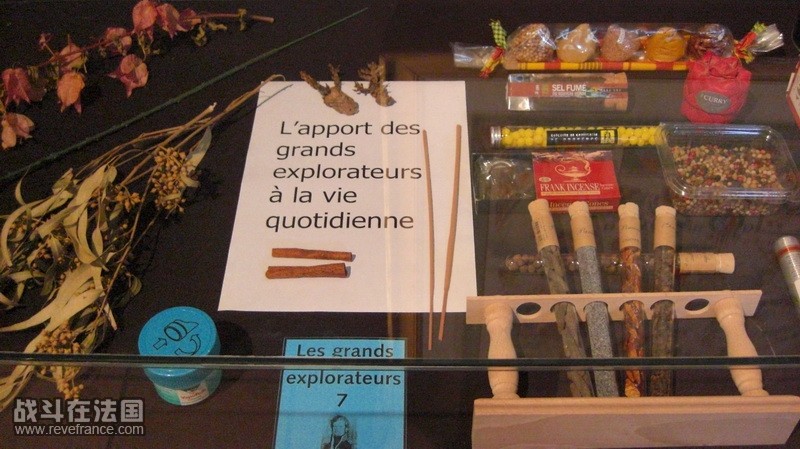 L'apport des
grands
explorateurs
à la vie
quotidienne
SEL FUMÉ
CURRY
FRANK INCENSE
Les grands
explorateurs
7
战斗在法国
www.revefrance.com